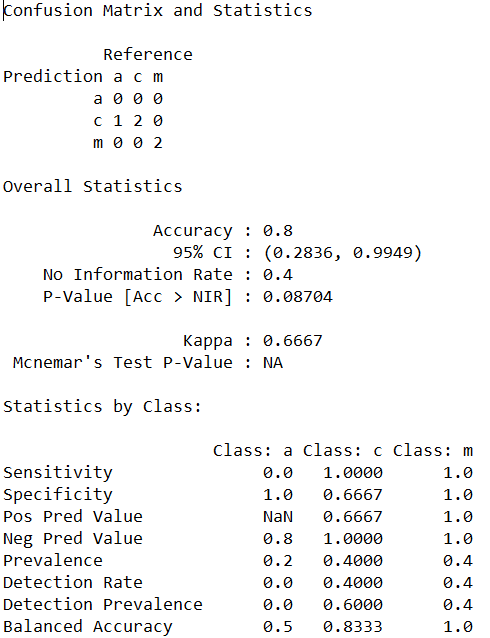 Confusion Matrix and Statistics
Reference
Prediction a c m
a 0 0 0
c 1 2 0
m 0 0 2
Overall Statistics
Accuracy : 0.8
95% CI : (0.2836, 0.9949)
No Information Rate : 0.4
P-Value [Acc > NIR] : 0.08704
Kappa : 0.6667
Mcnemar's Test P-Value : NA
Statistics by Class:
Class: a Class: c Class: m
Sensitivity 0.0 1.0000 1.0
Specificity 1.0 0.6667 1.0
Pos Pred Value NaN 0.6667 1.0
Neg Pred Value 0.8 1.0000 1.0
Prevalence 0.2 0.4000 0.4
Detection Rate 0.0 0.4000 0.4
Detection Prevalence 0.0 0.6000 0.4
Balanced Accuracy 0.5 0.8333 1.0